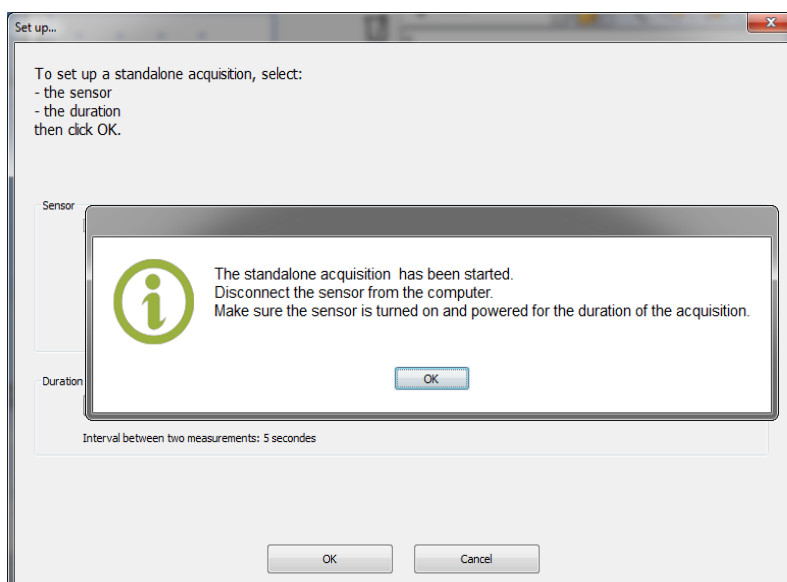 Set up...
To set up a standalone acquisition, select:
- the sensor
- the duration
then click OK.
Sensor
The standalone acquisition has been started.
Disconnect the sensor from the computer.
Make sure the sensor is turned on and powered for the duration of the acquisition.
OK
Duration
Interval between two measurements: 5 secondes
OK
Cancel